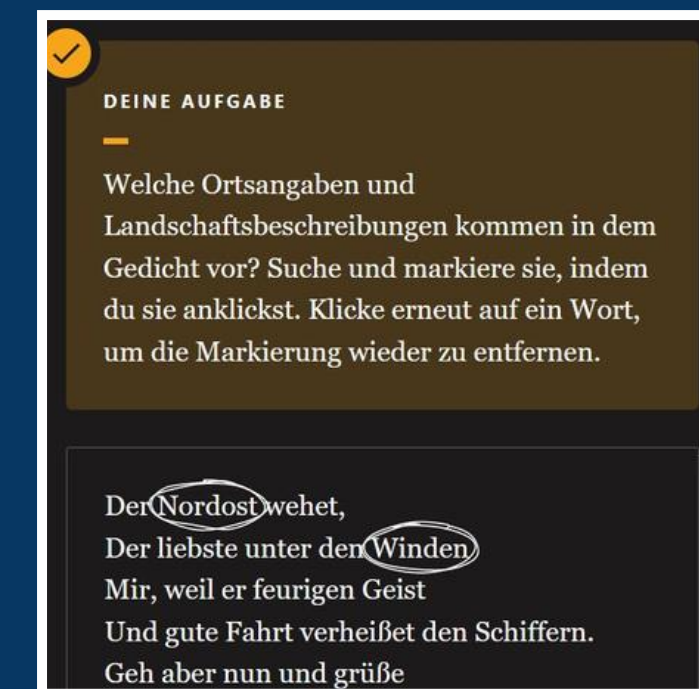 DEINE AUFGABE
Welche Ortsangaben und
Landschaftsbeschreibungen kommen in dem
Gedicht vor? Suche und markiere sie, indem
du sie anklickst. Klicke erneut auf ein Wort,
um die Markierung wieder zu entfernen.
Der Nordost wehet,
Der liebste unter den Winden
Mir, weil er feurigen Geist
Und gute Fahrt verheißet den Schiffern.
Geh aber nun und grüße